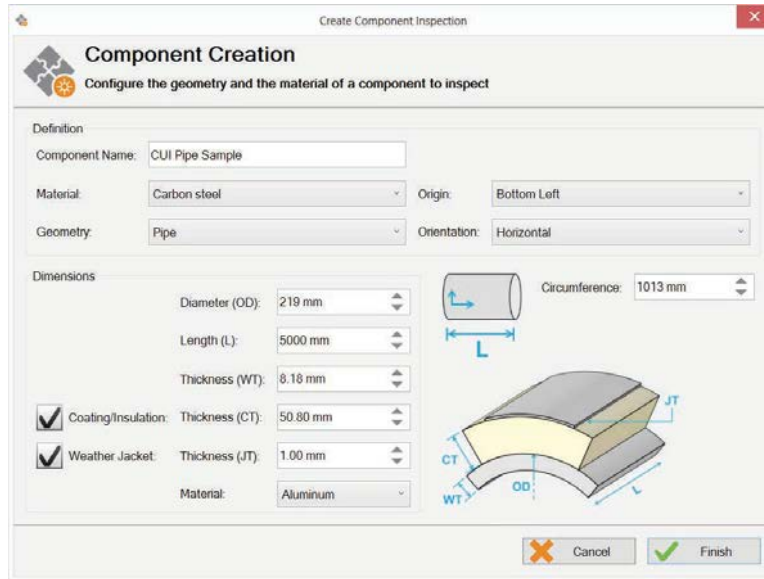 Create Component Inspection
Component Creation
Configure the geometry and the material of a component to inspect
Definition
Component Name: CUI Pipe Sample
Material: Carbon steel Origin: Bottom Left
Geometry: Pipe Orientation: Horizontal
Dimensions
Diameter (OD): 219 mm Circumference: 1013 mm
Length (L): 5000 mm
L
Thickness (WT): 8.18 mm
Coating/Insulation: Thickness (CT): 50.80 mm
Weather Jacket: Thickness (JT): 1.00 mm
Material: Aluminum
JT
CT
OD
WT
L
Cancel Finish